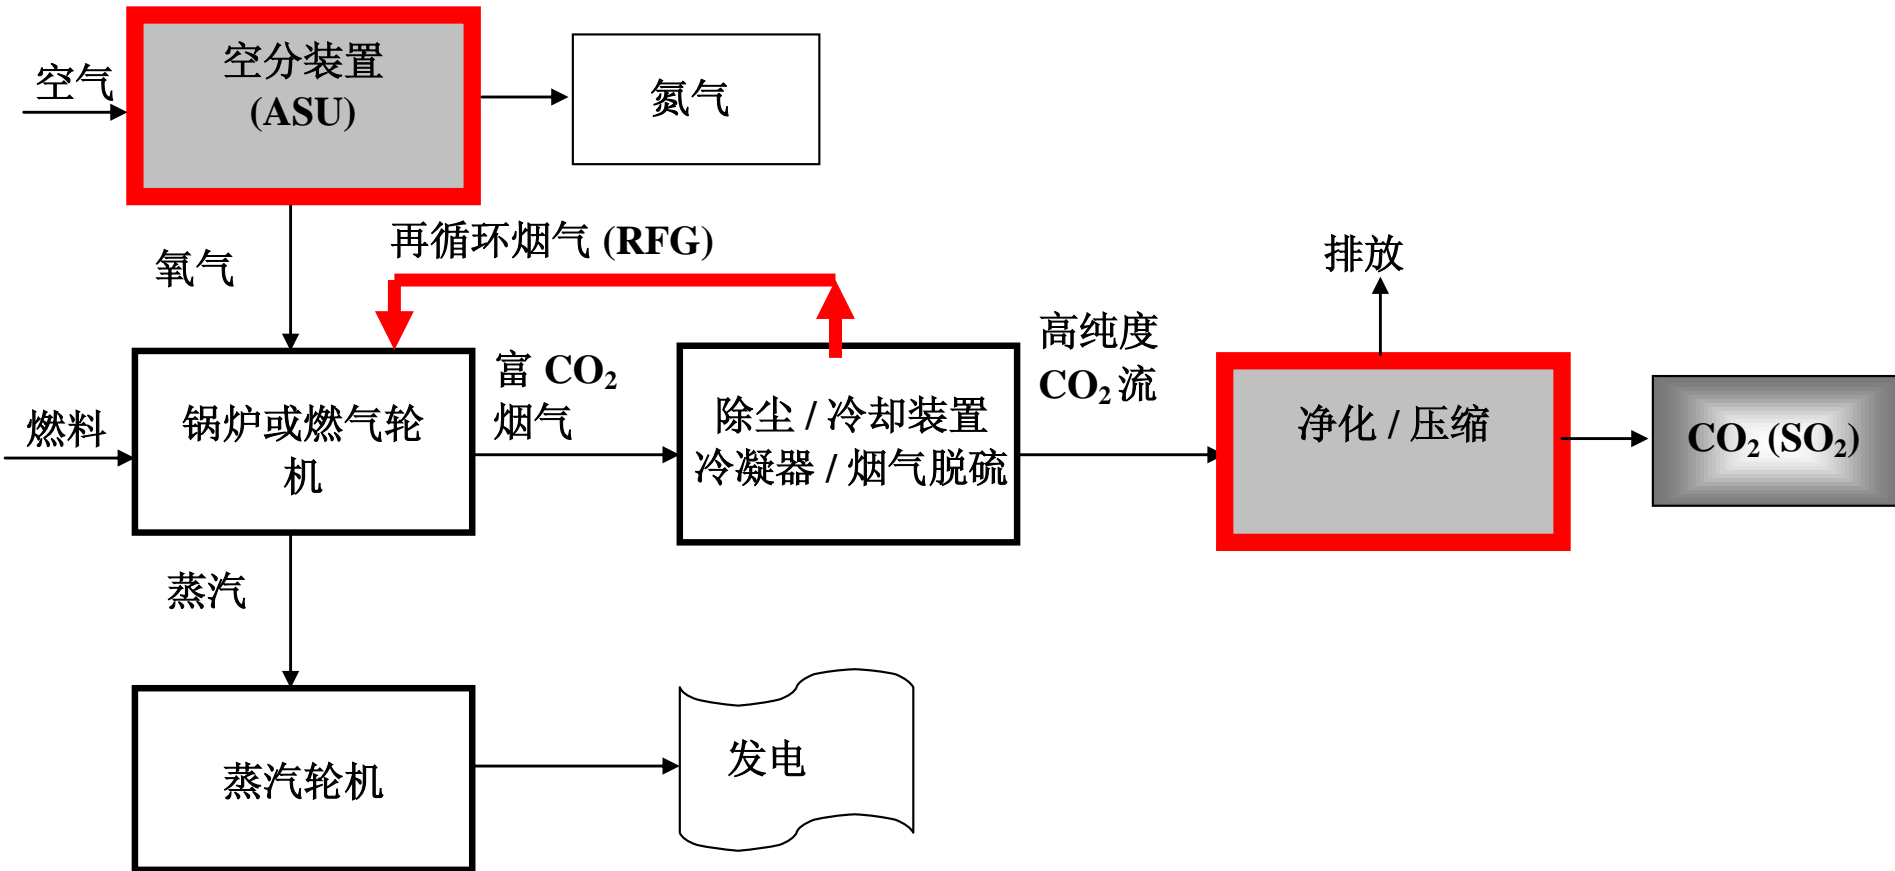 空气
空分装置
(ASU)
氮气
氧气
再循环烟气 (RFG)
排放
燃料
锅炉或燃气轮
机
富 CO₂
烟气
除尘 / 冷却装置
冷凝器 / 烟气脱硫
高纯度
CO₂ 流
净化 / 压缩
CO₂ (SO₂)
蒸汽
蒸汽轮机
发电